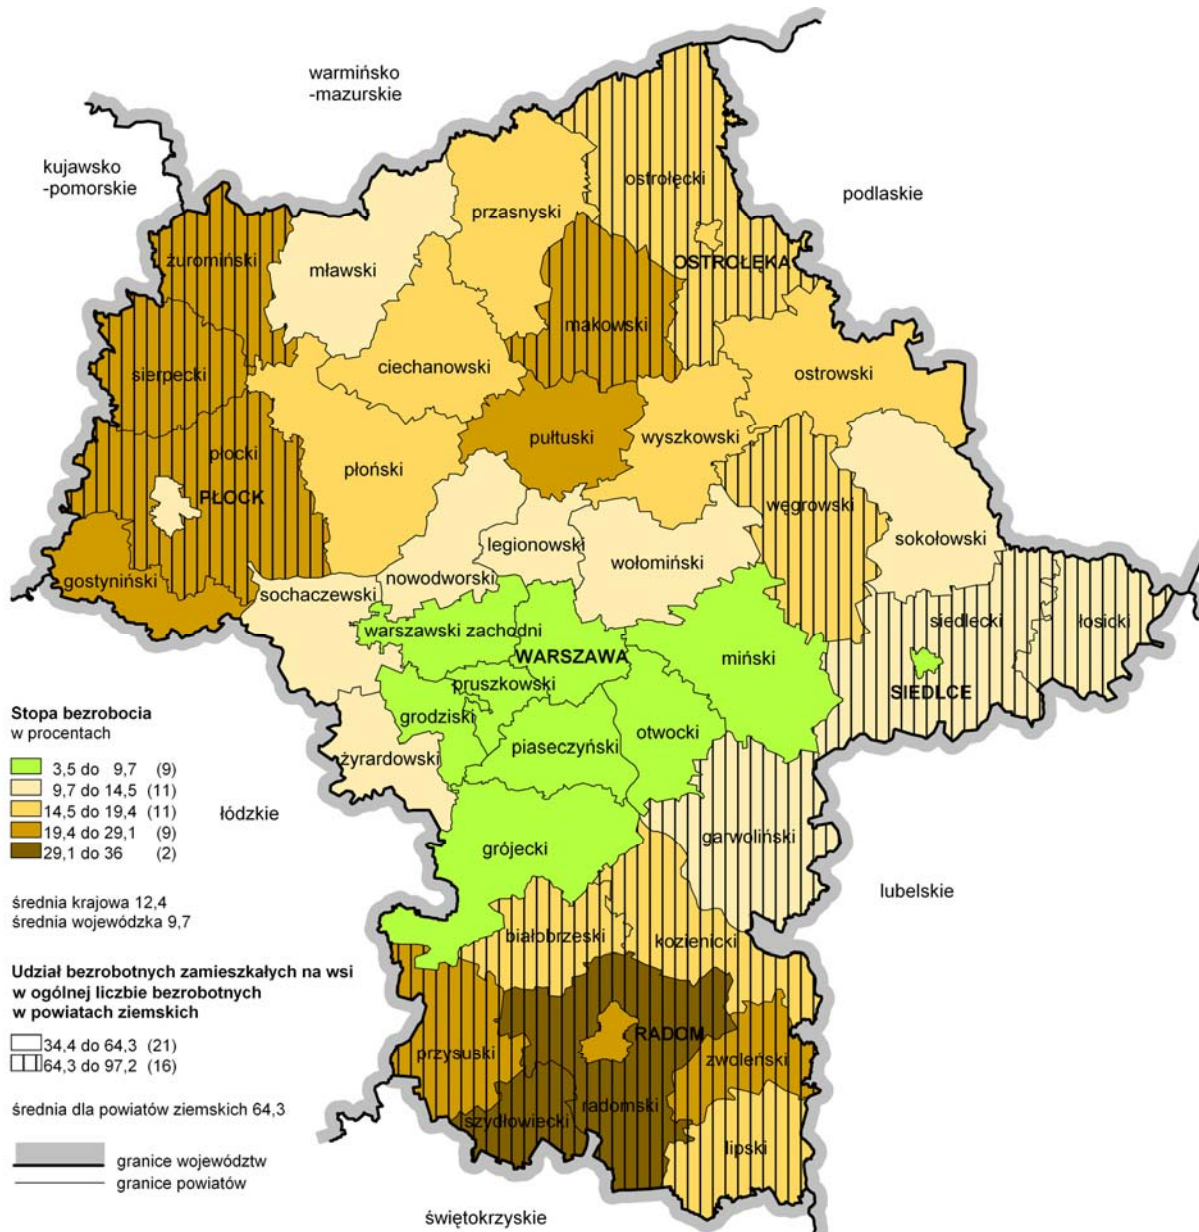 warmińsko
-mazurskie
kujawsko
-pomorskie
podlaskie
ostrołęcki
przasnyski
OSTROŁĘKA
żuromiński
mławski
makowski
ciechanowski
sierpecki
ostrowski
pułtuski
wyszkowski
płocki
płoński
PŁOCK
węgrowski
sokołowski
legionowski
wołomiński
gostyniński
nowodworski
sochaczewski
siedlecki
łosicki
warszawski zachodni
WARSZAWA
miński
pruszkowski
SIEDLCE
grodziski
otwocki
piaseczyński
żyrardowski
garwoliński
grójecki
łódzkie
lubelskie
białobrzeski
kozienicki
RADOM
przysuski
zwoleński
radomski
szydłowiecki
lipski
świętokrzyskie
Stopa bezrobocia
w procentach
3,5 do 9,7 (9)
9,7 do 14,5 (11)
14,5 do 19,4 (11)
19,4 do 29,1 (9)
29,1 do 36 (2)
średnia krajowa 12,4
średnia wojewódzka 9,7
Udział bezrobotnych zamieszkałych na wsi
w ogólnej liczbie bezrobotnych
w powiatach ziemskich
34,4 do 64,3 (21)
64,3 do 97,2 (16)
średnia dla powiatów ziemskich 64,3
granice województw
granice powiatów